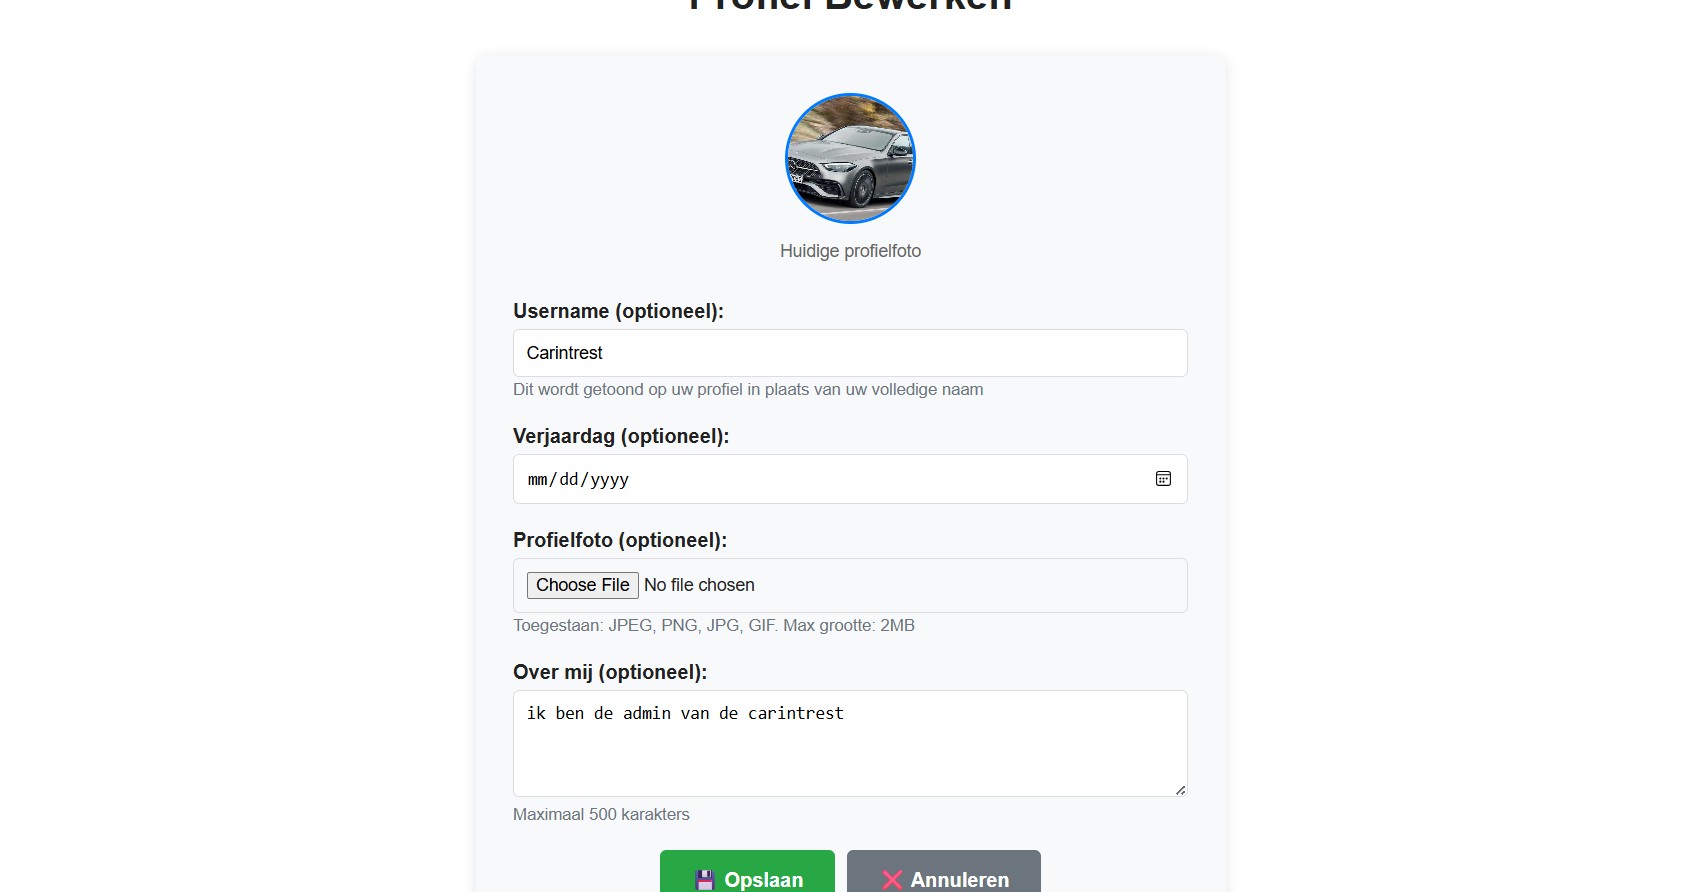 Profiel Bewerken
Huidige profielfoto
Username (optioneel):
Carintrest
Dit wordt getoond op uw profiel in plaats van uw volledige naam
Verjaardag (optioneel):
mm/dd/yyyy
Profielfoto (optioneel):
Choose File No file chosen
Toegestaan: JPEG, PNG, JPG, GIF. Max grootte: 2MB
Over mij (optioneel):
ik ben de admin van de carintrest
Maximaal 500 karakters
Opslaan
Annuleren